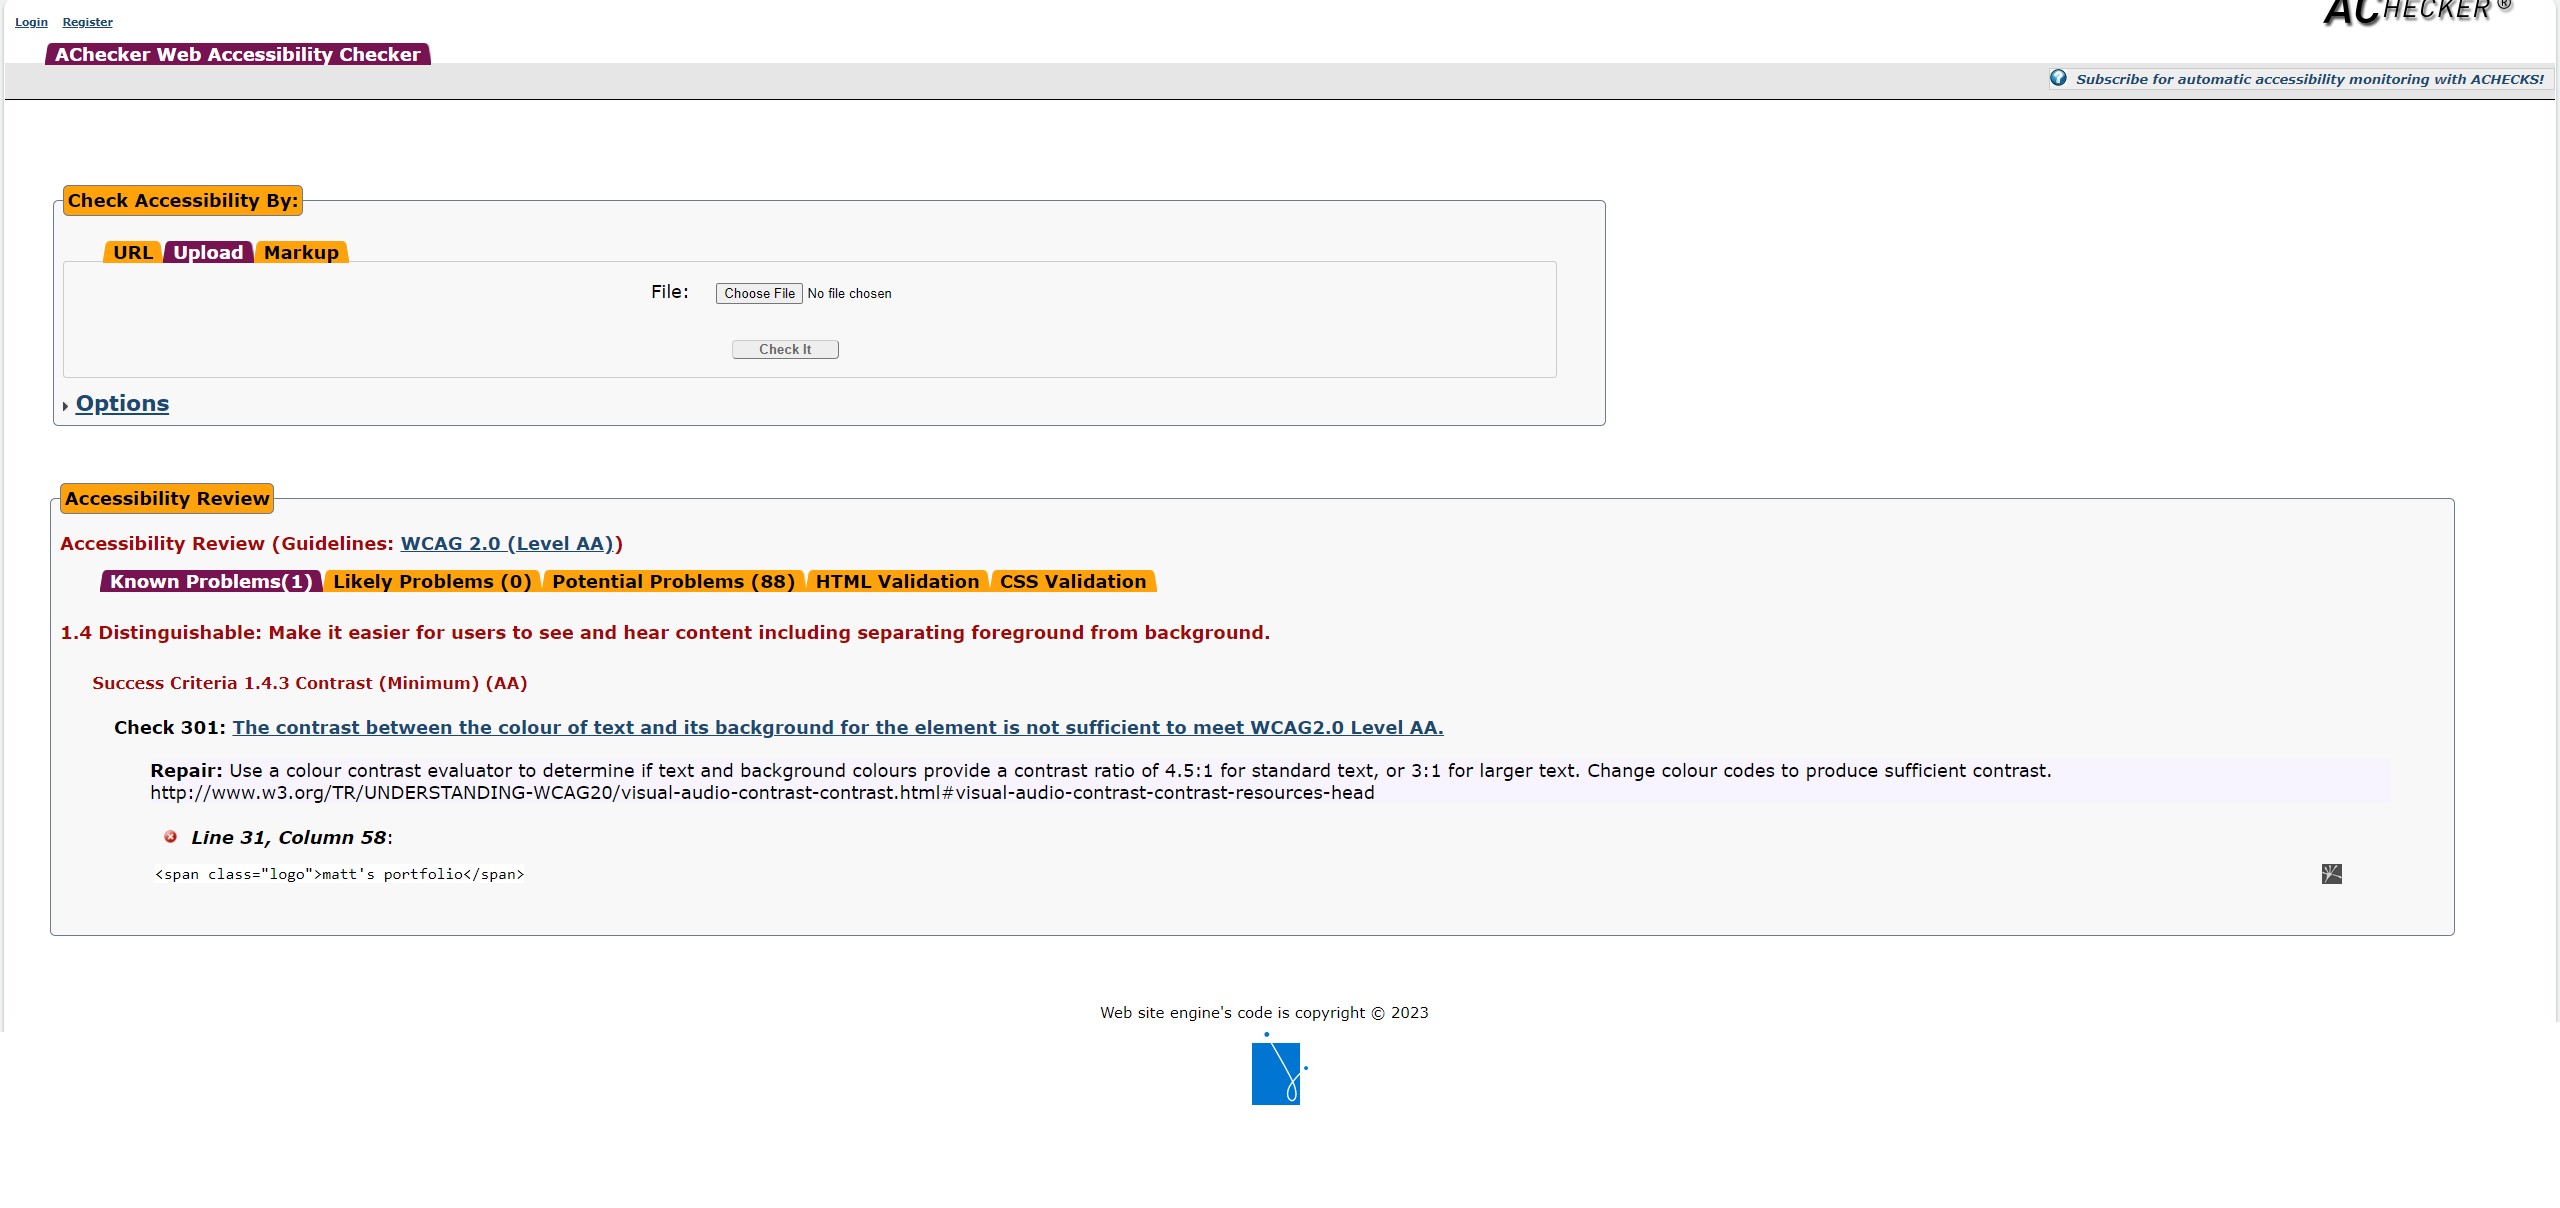 Login Register
ACHECKER ®
AChecker Web Accessibility Checker
Subscribe for automatic accessibility monitoring with ACHECKS!
Check Accessibility By:
URL Upload Markup
File: Choose File No file chosen
Check It
Options
Accessibility Review
Accessibility Review (Guidelines: WCAG 2.0 (Level AA))
Known Problems(1) Likely Problems (0) Potential Problems (88) HTML Validation CSS Validation
1.4 Distinguishable: Make it easier for users to see and hear content including separating foreground from background.
Success Criteria 1.4.3 Contrast (Minimum) (AA)
Check 301: The contrast between the colour of text and its background for the element is not sufficient to meet WCAG2.0 Level AA.
Repair: Use a colour contrast evaluator to determine if text and background colours provide a contrast ratio of 4.5:1 for standard text, or 3:1 for larger text. Change colour codes to produce sufficient contrast.
http://www.w3.org/TR/UNDERSTANDING-WCAG20/visual-audio-contrast-contrast.html#visual-audio-contrast-contrast-resources-head
Line 31, Column 58:
<span class="logo">matt's portfolio</span>
Web site engine's code is copyright © 2023